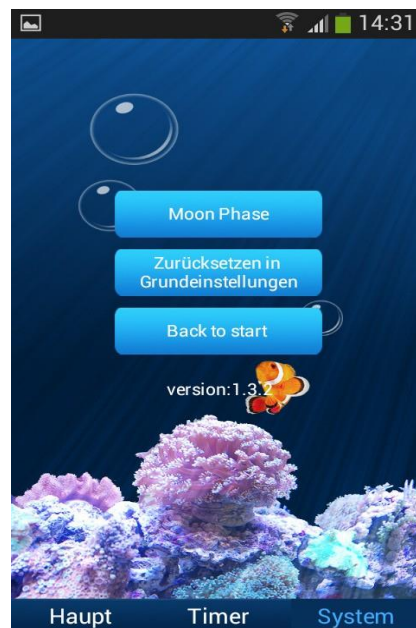 14:31
Moon Phase
Zurücksetzen in
Grundeinstellungen
Back to start
version:1.3.2
Haupt Timer System